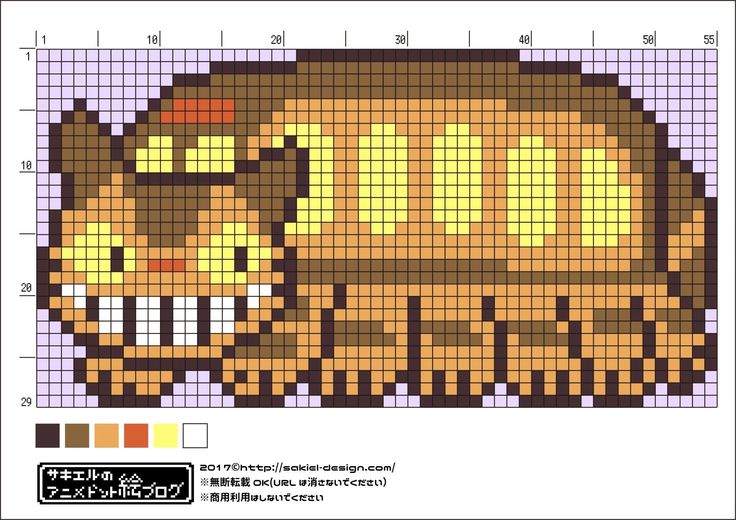 1 10 20 30 40 50 55
1
10
20
29
サキエルの
アニメドット絵ブログ
2017©http://sakiel-design.com/
※無断転載 OK(URL は消さないでください)
※商用利用はしないでください